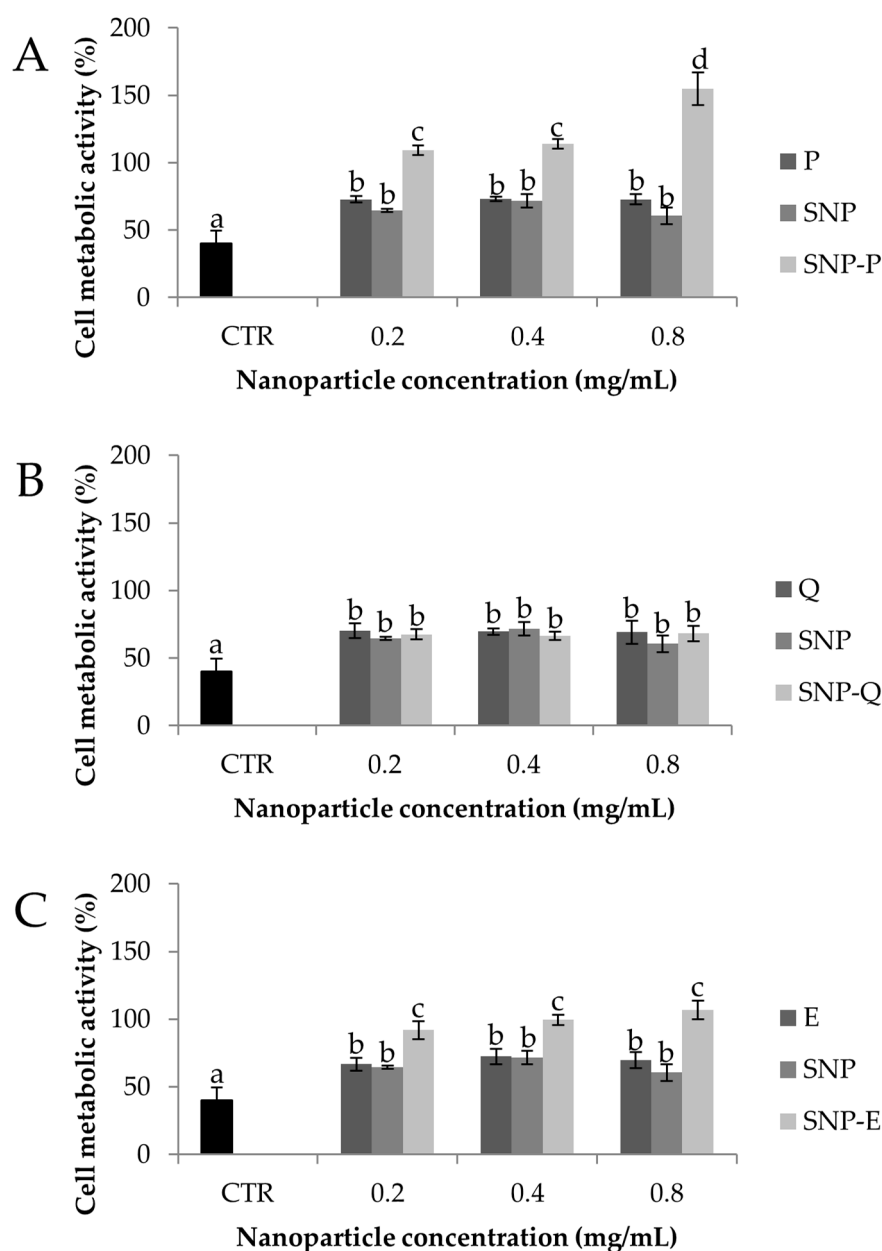 A
Cell metabolic activity (%)
200
150
100
50
0
a
b
b
c
b
b
c
b
b
d
CTR
0.2
0.4
0.8
Nanoparticle concentration (mg/mL)
P
SNP
SNP-P
B
Cell metabolic activity (%)
200
150
100
50
0
a
b
b
b
b
b
b
b
b
b
CTR
0.2
0.4
0.8
Nanoparticle concentration (mg/mL)
Q
SNP
SNP-Q
C
Cell metabolic activity (%)
200
150
100
50
0
a
b
b
c
b
b
c
b
b
c
CTR
0.2
0.4
0.8
Nanoparticle concentration (mg/mL)
E
SNP
SNP-E